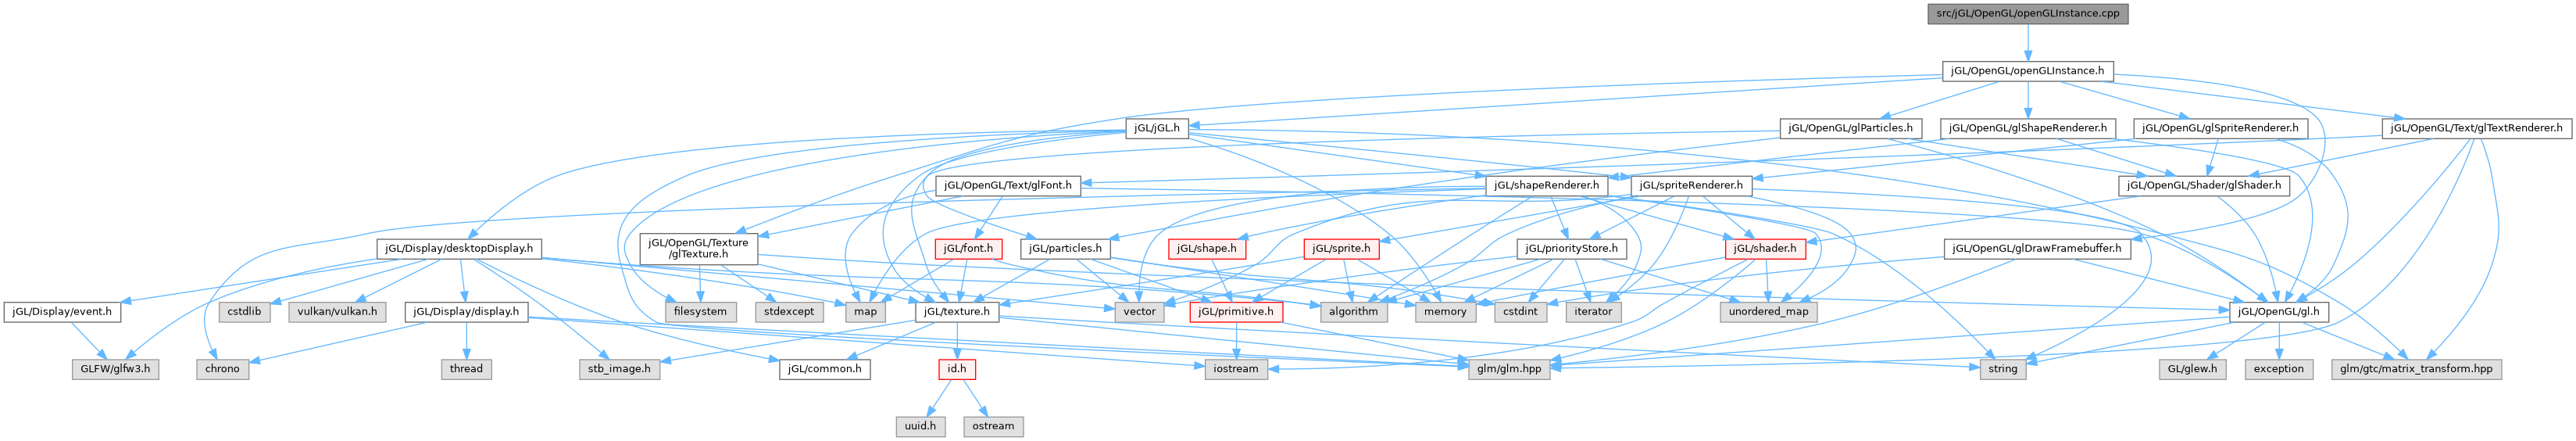 src/jGL/OpenGL/openGLInstance.cpp
jGL/OpenGL/openGLInstance.h
jGL/jGL.h
jGL/OpenGL/glParticles.h
jGL/OpenGL/glShapeRenderer.h
jGL/OpenGL/glSpriteRenderer.h
jGL/OpenGL/Text/glTextRenderer.h
jGL/OpenGL/Text/glFont.h
jGL/shapeRenderer.h
jGL/spriteRenderer.h
jGL/OpenGL/Shader/glShader.h
jGL/Display/desktopDisplay.h
jGL/OpenGL/Texture
/glTexture.h
jGL/font.h
jGL/particles.h
jGL/shape.h
jGL/sprite.h
jGL/priorityStore.h
jGL/shader.h
jGL/OpenGL/glDrawFramebuffer.h
jGL/Display/event.h
cstdlib
vulkan/vulkan.h
jGL/Display/display.h
filesystem
stdexcept
map
jGL/texture.h
vector
jGL/primitive.h
algorithm
memory
cstdint
iterator
unordered_map
jGL/OpenGL/gl.h
GLFW/glfw3.h
chrono
thread
stb_image.h
jGL/common.h
id.h
iostream
glm/glm.hpp
string
GL/glew.h
exception
glm/gtc/matrix_transform.hpp
uuid.h
ostream